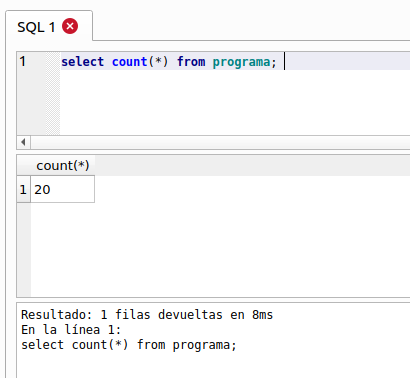 SQL 1
1 select count(*) from programa;
count(*)
1 20
Resultado: 1 filas devueltas en 8ms
En la línea 1:
select count(*) from programa;